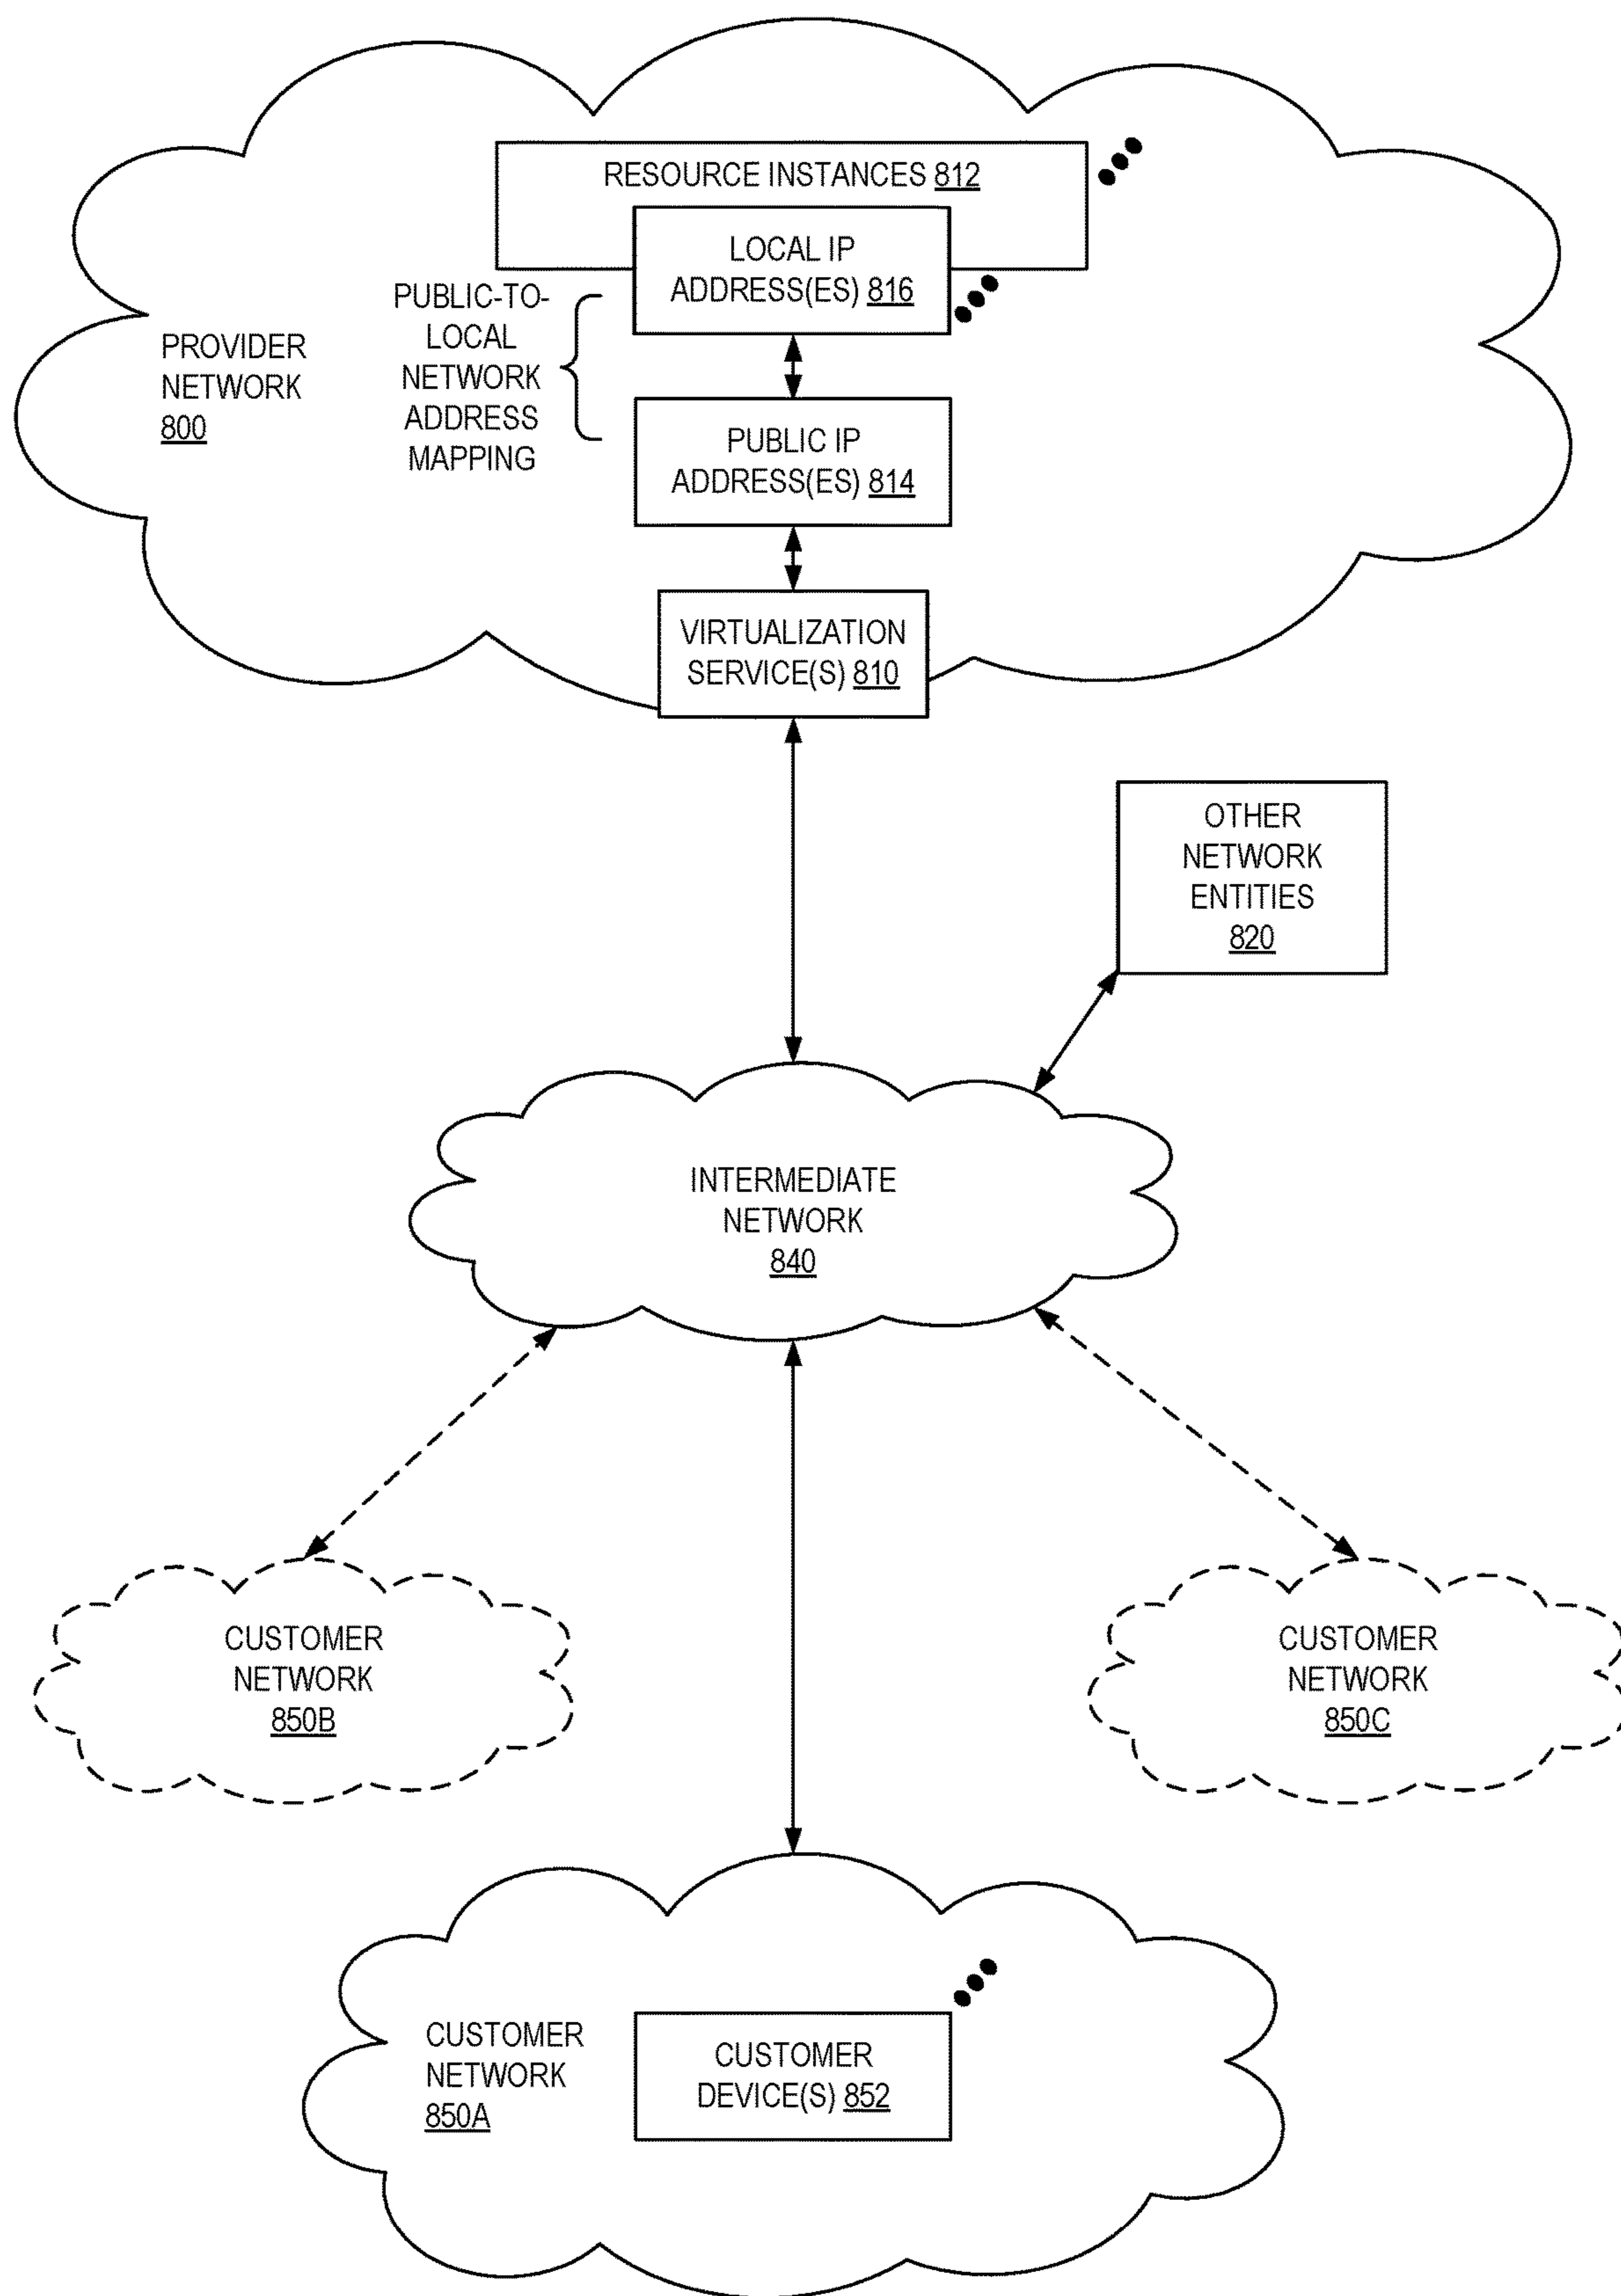 RESOURCE INSTANCES 812
LOCAL IP
ADDRESS(ES) 816
PUBLIC-TO-
LOCAL
NETWORK
ADDRESS
MAPPING
PROVIDER
NETWORK
800
PUBLIC IP
ADDRESS(ES) 814
VIRTUALIZATION
SERVICE(S) 810
OTHER
NETWORK
ENTITIES
820
INTERMEDIATE
NETWORK
840
CUSTOMER
NETWORK
850B
CUSTOMER
NETWORK
850C
CUSTOMER
NETWORK
850A
CUSTOMER
DEVICE(S) 852